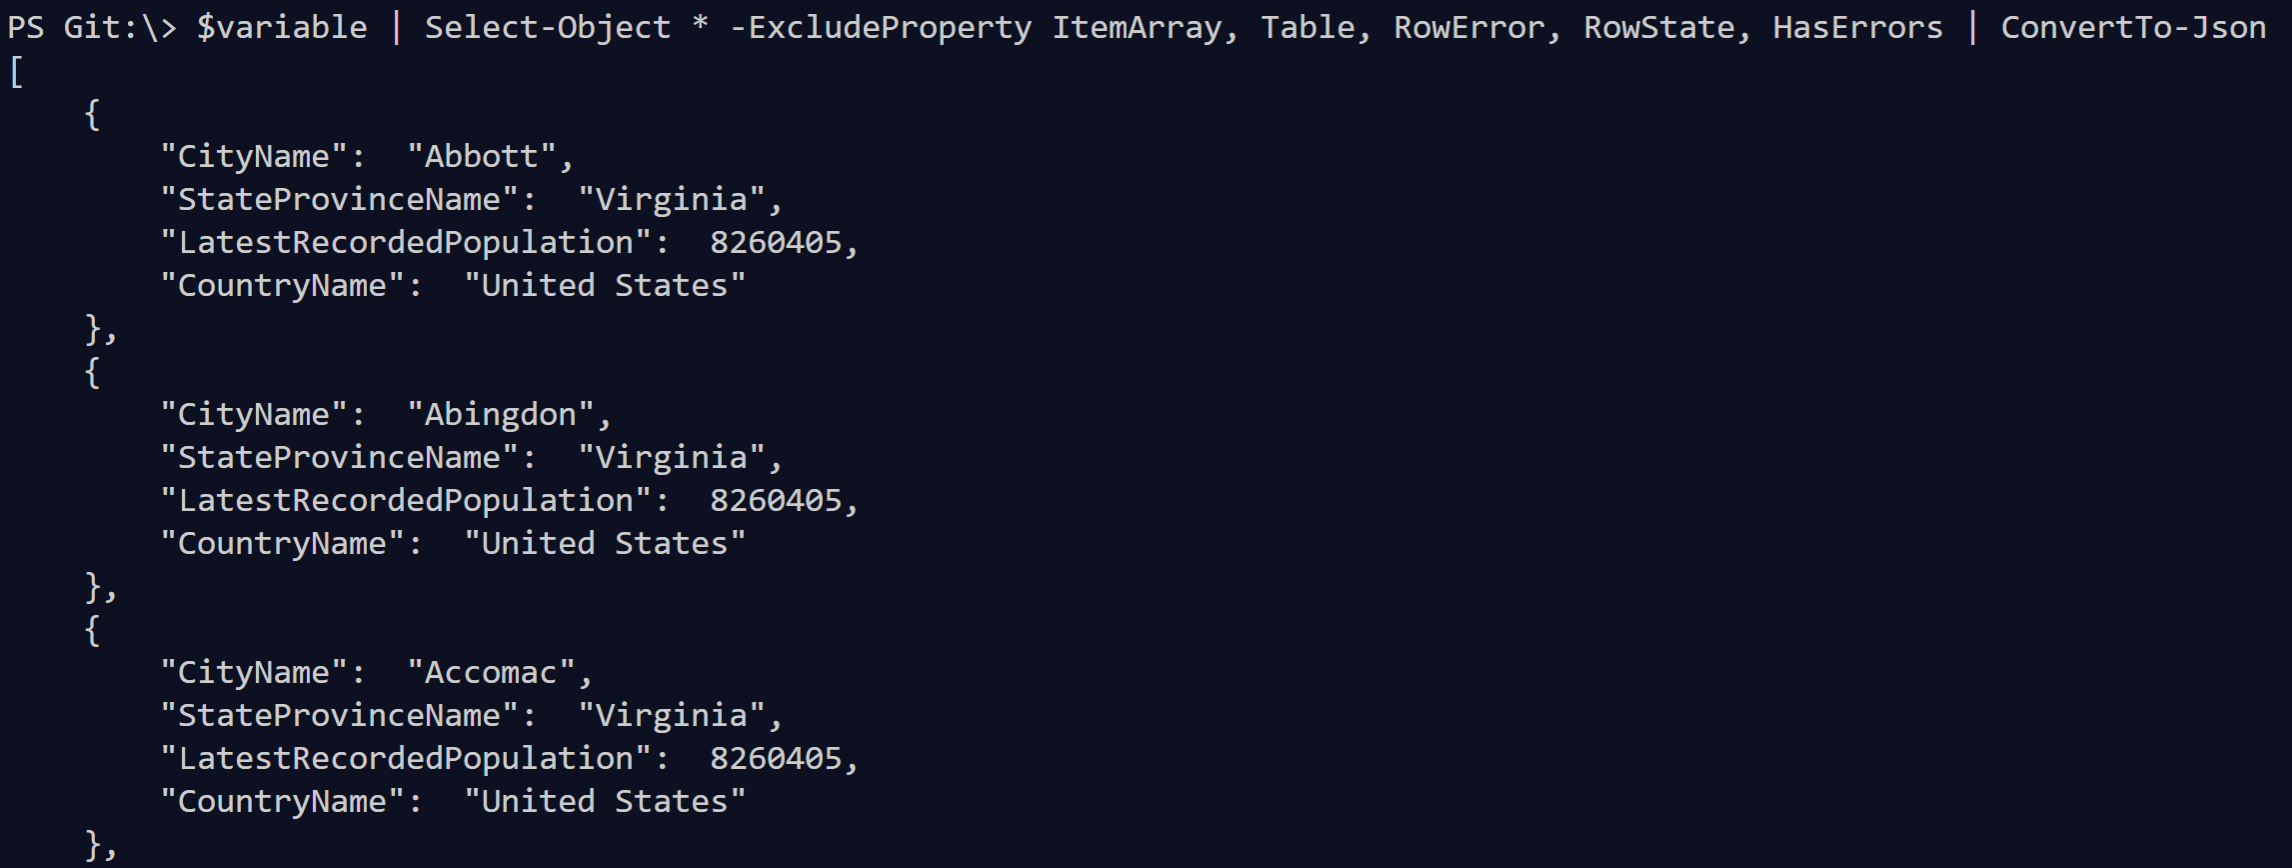 PS Git:\> $variable | Select-Object * -ExcludeProperty ItemArray, Table, RowError, RowState, HasErrors | ConvertTo-Json
[
    {
        "CityName":  "Abbott",
        "StateProvinceName":  "Virginia",
        "LatestRecordedPopulation":  8260405,
        "CountryName":  "United States"
    },
    {
        "CityName":  "Abingdon",
        "StateProvinceName":  "Virginia",
        "LatestRecordedPopulation":  8260405,
        "CountryName":  "United States"
    },
    {
        "CityName":  "Accomac",
        "StateProvinceName":  "Virginia",
        "LatestRecordedPopulation":  8260405,
        "CountryName":  "United States"
    },